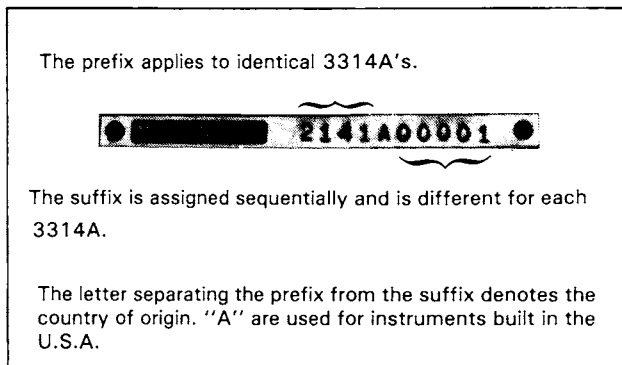 The prefix applies to identical 3314A's.
2141A00001
The suffix is assigned sequentially and is different for each
3314A.
The letter separating the prefix from the suffix denotes the
country of origin. ''A'' are used for instruments built in the
U.S.A.